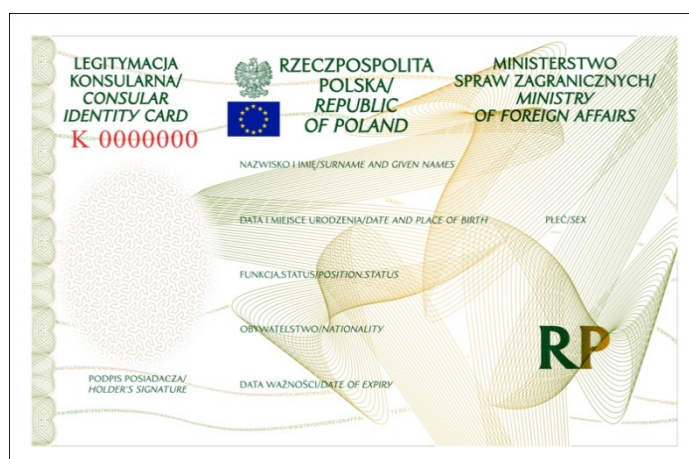 LEGITYMACJA
KONSULARNA/
CONSULAR
IDENTITY CARD
K 0000000
RZECZPOSPOLITA
POLSKA/
REPUBLIC
OF POLAND
MINISTERSTWO
SPRAW ZAGRANICZNYCH/
MINISTRY
OF FOREIGN AFFAIRS
NAZWISKO I IMIĘ/SURNAME AND GIVEN NAMES
DATA I MIEJSCE URODZENIA/DATE AND PLACE OF BIRTH
PŁEĆ/SEX
FUNKCJA,STATUS/POSITION,STATUS
OBYWATELSTWO/NATIONALITY
RP
PODPIS POSIADACZA/
HOLDER'S SIGNATURE
DATA WAŻNOŚCI/DATE OF EXPIRY